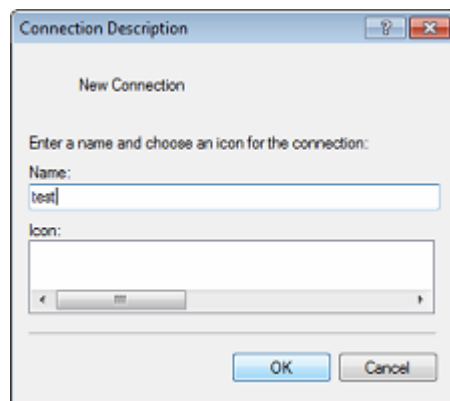 Connection Description
New Connection
Enter a name and choose an icon for the connection:
Name:
test
Icon:
OK Cancel